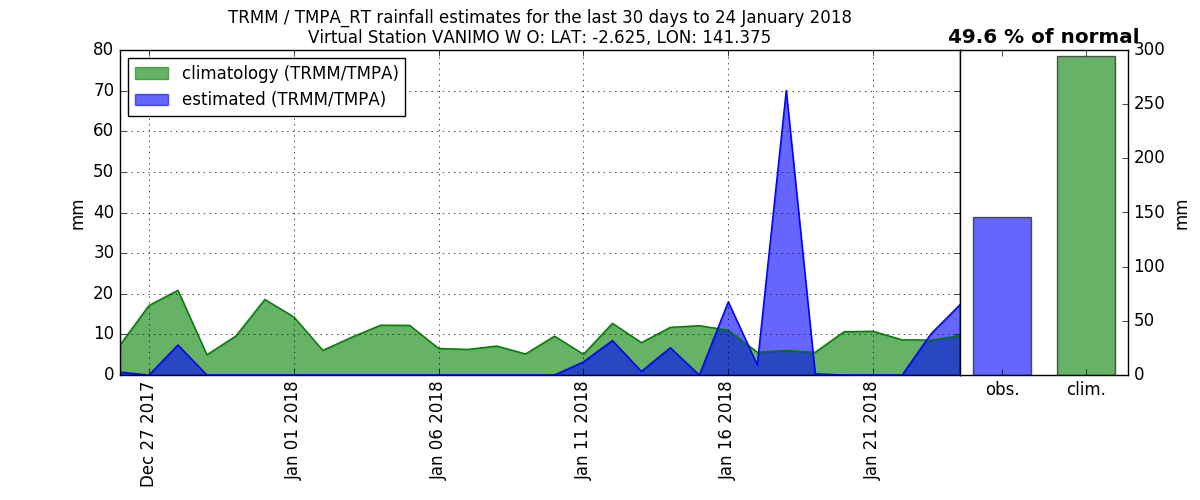 TRMM / TMPA_RT rainfall estimates for the last 30 days to 24 January 2018
Virtual Station VANIMO W O: LAT: -2.625, LON: 141.375
49.6 % of normal
climatology (TRMM/TMPA)
estimated (TRMM/TMPA)
80
70
60
50
40
30
20
10
0
mm
Dec 27 2017
Jan 01 2018
Jan 06 2018
Jan 11 2018
Jan 16 2018
Jan 21 2018
obs.
clim.
300
250
200
150
100
50
0
mm